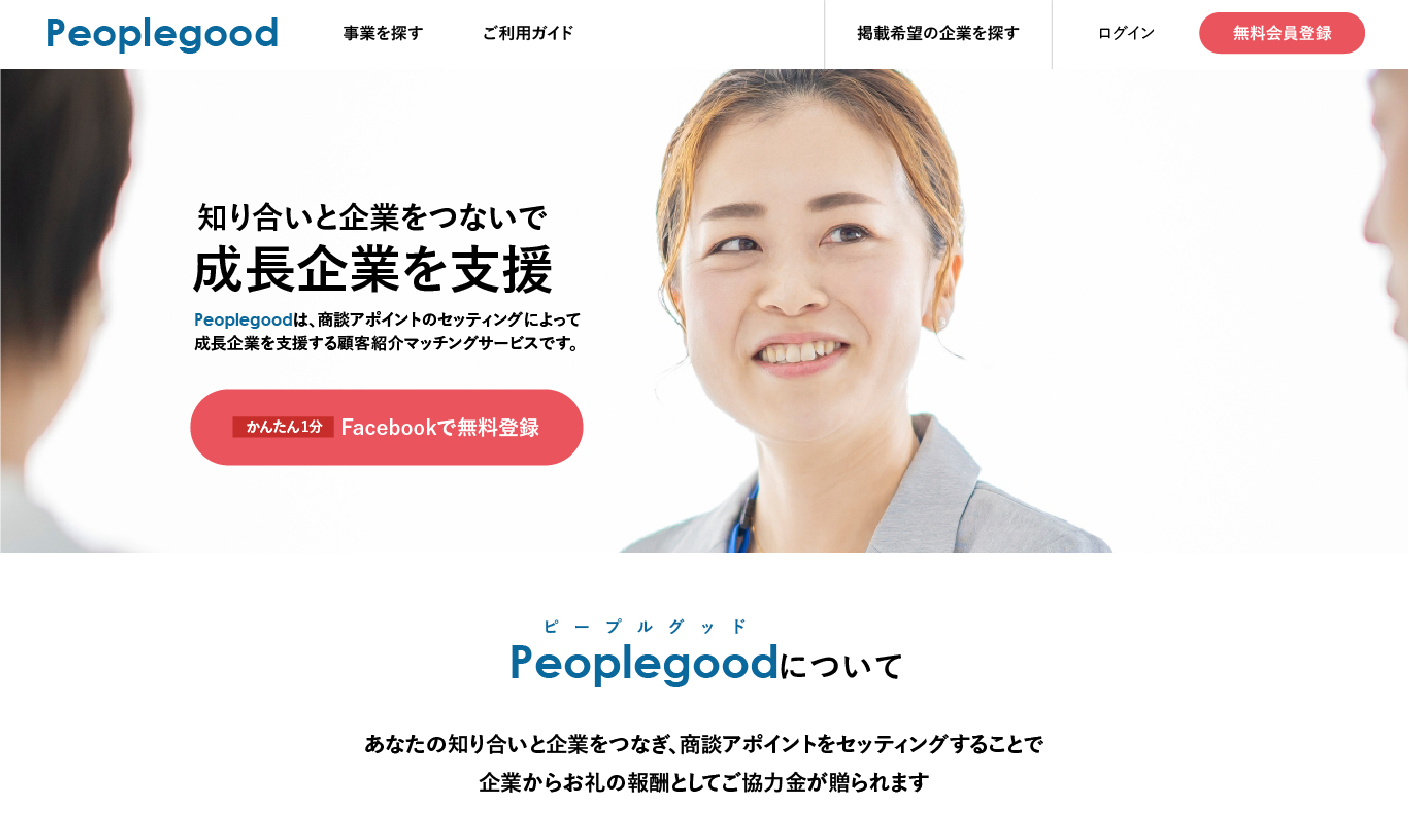 Peoplegood
事業を探す
ご利用ガイド
掲載希望の企業を探す
ログイン
無料会員登録
知り合いと企業をつないで
成長企業を支援
Peoplegoodは、商談アポイントのセッティングによって
成長企業を支援する顧客紹介マッチングサービスです。
かんたん1分 Facebookで無料登録
ピープルグッド
Peoplegoodについて
あなたの知り合いと企業をつなぎ、商談アポイントをセッティングすることで
企業からお礼の報酬としてご協力金が贈られます